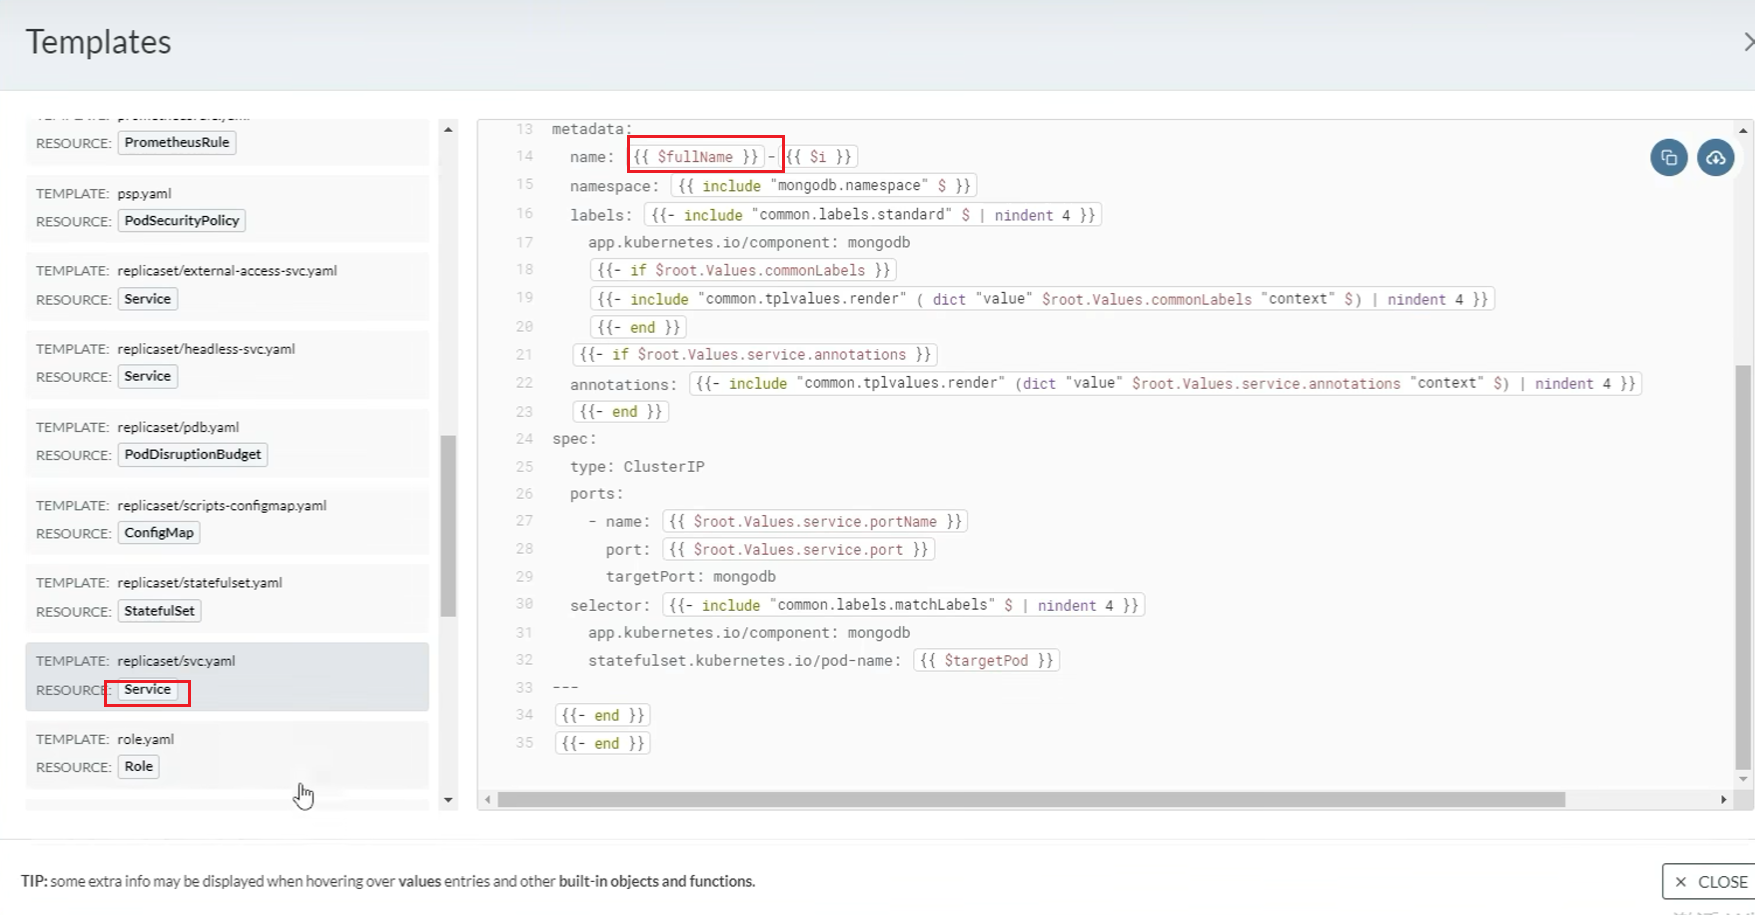 Templates
RESOURCE: PrometheusRule
TEMPLATE: psp.yaml
RESOURCE: PodSecurityPolicy
TEMPLATE: replicaset/external-access-svc.yaml
RESOURCE: Service
TEMPLATE: replicaset/headless-svc.yaml
RESOURCE: Service
TEMPLATE: replicaset/pdb.yaml
RESOURCE: PodDisruptionBudget
TEMPLATE: replicaset/scripts-configmap.yaml
RESOURCE: ConfigMap
TEMPLATE: replicaset/statefulset.yaml
RESOURCE: StatefulSet
TEMPLATE: replicaset/svc.yaml
RESOURCE: Service
TEMPLATE: role.yaml
RESOURCE: Role
13 metadata:
14 name: {{ $fullName }}-{{ $i }}
15 namespace: {{ include "mongodb.namespace" $ }}
16 labels: {{- include "common.labels.standard" $ | nindent 4 }}
17 app.kubernetes.io/component: mongodb
18 {{- if $root.Values.commonLabels }}
19 {{- include "common.tplvalues.render" ( dict "value" $root.Values.commonLabels "context" $) | nindent 4 }}
20 {{- end }}
21 {{- if $root.Values.service.annotations }}
22 annotations: {{- include "common.tplvalues.render" (dict "value" $root.Values.service.annotations "context" $) | nindent 4 }}
23 {{- end }}
24 spec:
25 type: ClusterIP
26 ports:
27 - name: {{ $root.Values.service.portName }}
28 port: {{ $root.Values.service.port }}
29 targetPort: mongodb
30 selector: {{- include "common.labels.matchLabels" $ | nindent 4 }}
31 app.kubernetes.io/component: mongodb
32 statefulset.kubernetes.io/pod-name: {{ $targetPod }}
33 ---
34 {{- end }}
35 {{- end }}
TIP: some extra info may be displayed when hovering over values entries and other built-in objects and functions.
× CLOSE